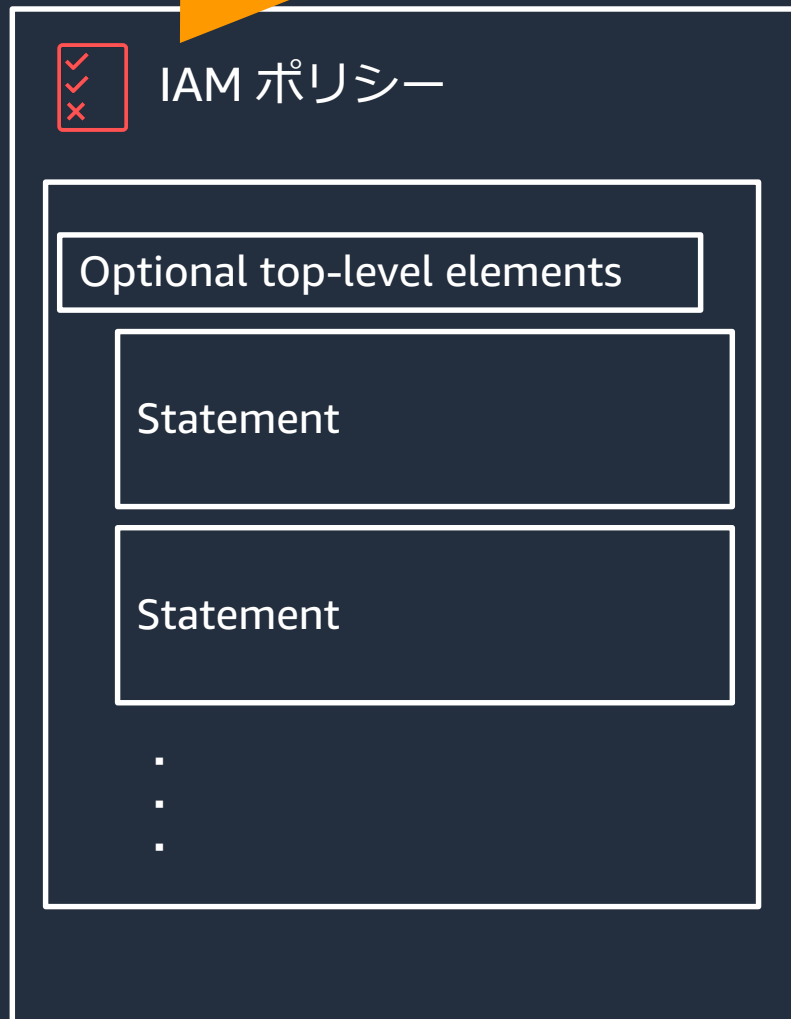 IAM ポリシー
Optional top-level elements
Statement
Statement
.
.
.